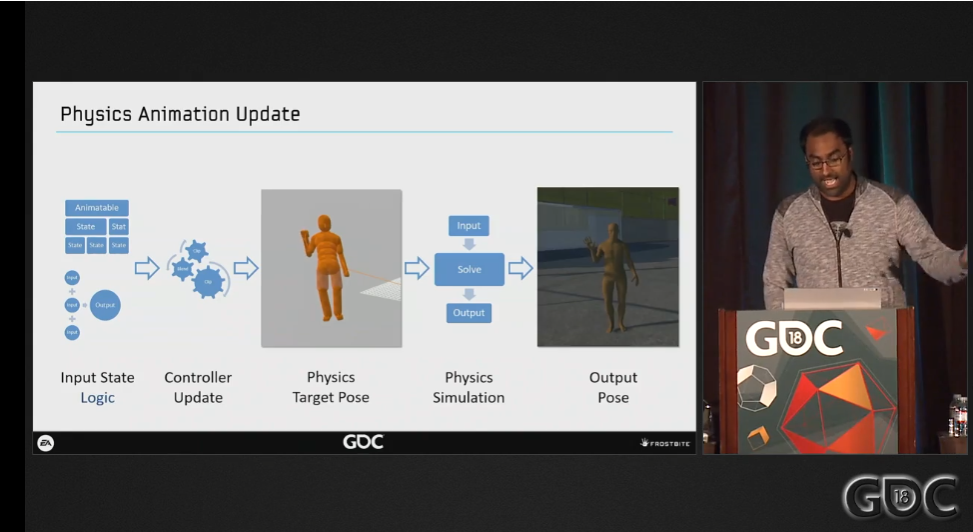 Physics Animation Update
Animatable
State Stat
State State State
Input
+
Input = Output
+
Input
Clip
Input
Solve
Output
Input State
Logic
Controller
Update
Physics
Target Pose
Physics
Simulation
Output
Pose
EA
GDC
FROSTBITE
GDC
18
GDC
18